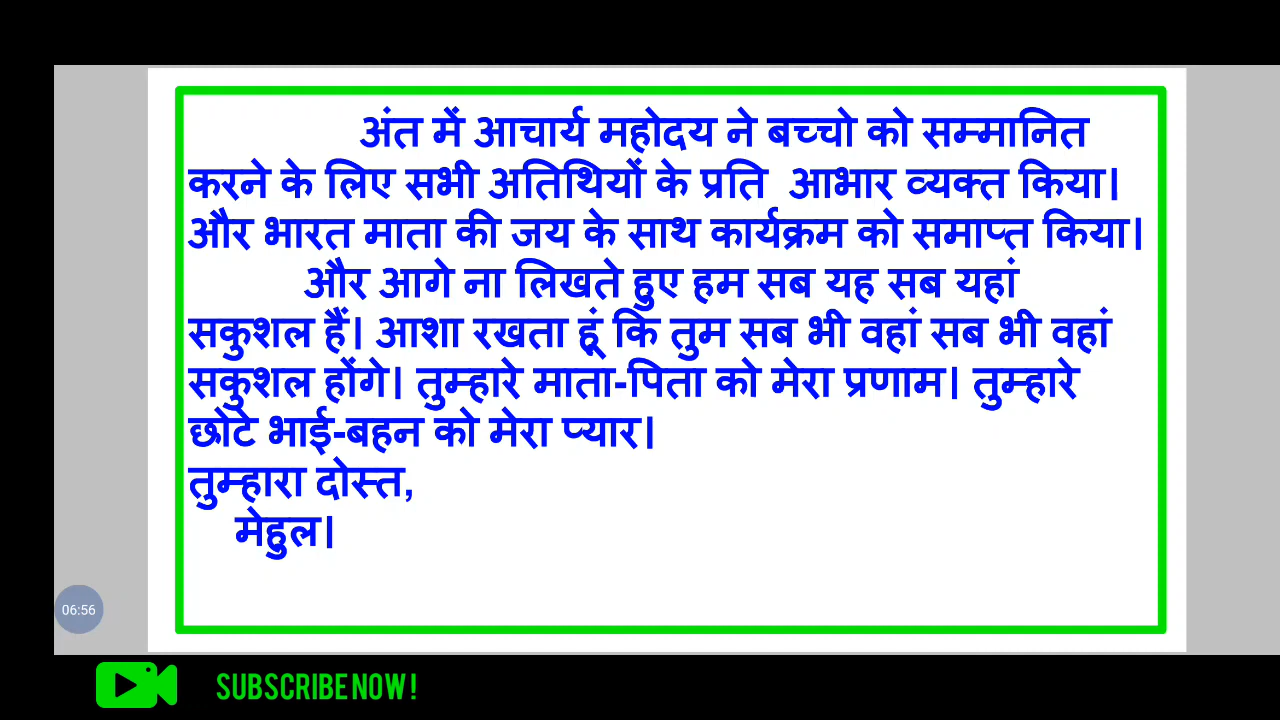 अंत में आचार्य महोदय ने बच्चो को सम्मानित
करने के लिए सभी अतिथियों के प्रति आभार व्यक्त किया।
और भारत माता की जय के साथ कार्यक्रम को समाप्त किया।
और आगे ना लिखते हुए हम सब यह सब यहां
सकुशल हैं। आशा रखता हूं कि तुम सब भी वहां सब भी वहां
सकुशल होंगे। तुम्हारे माता-पिता को मेरा प्रणाम। तुम्हारे
छोटे भाई-बहन को मेरा प्यार।
तुम्हारा दोस्त,
मेहुल।
06:56
SUBSCRIBE NOW!